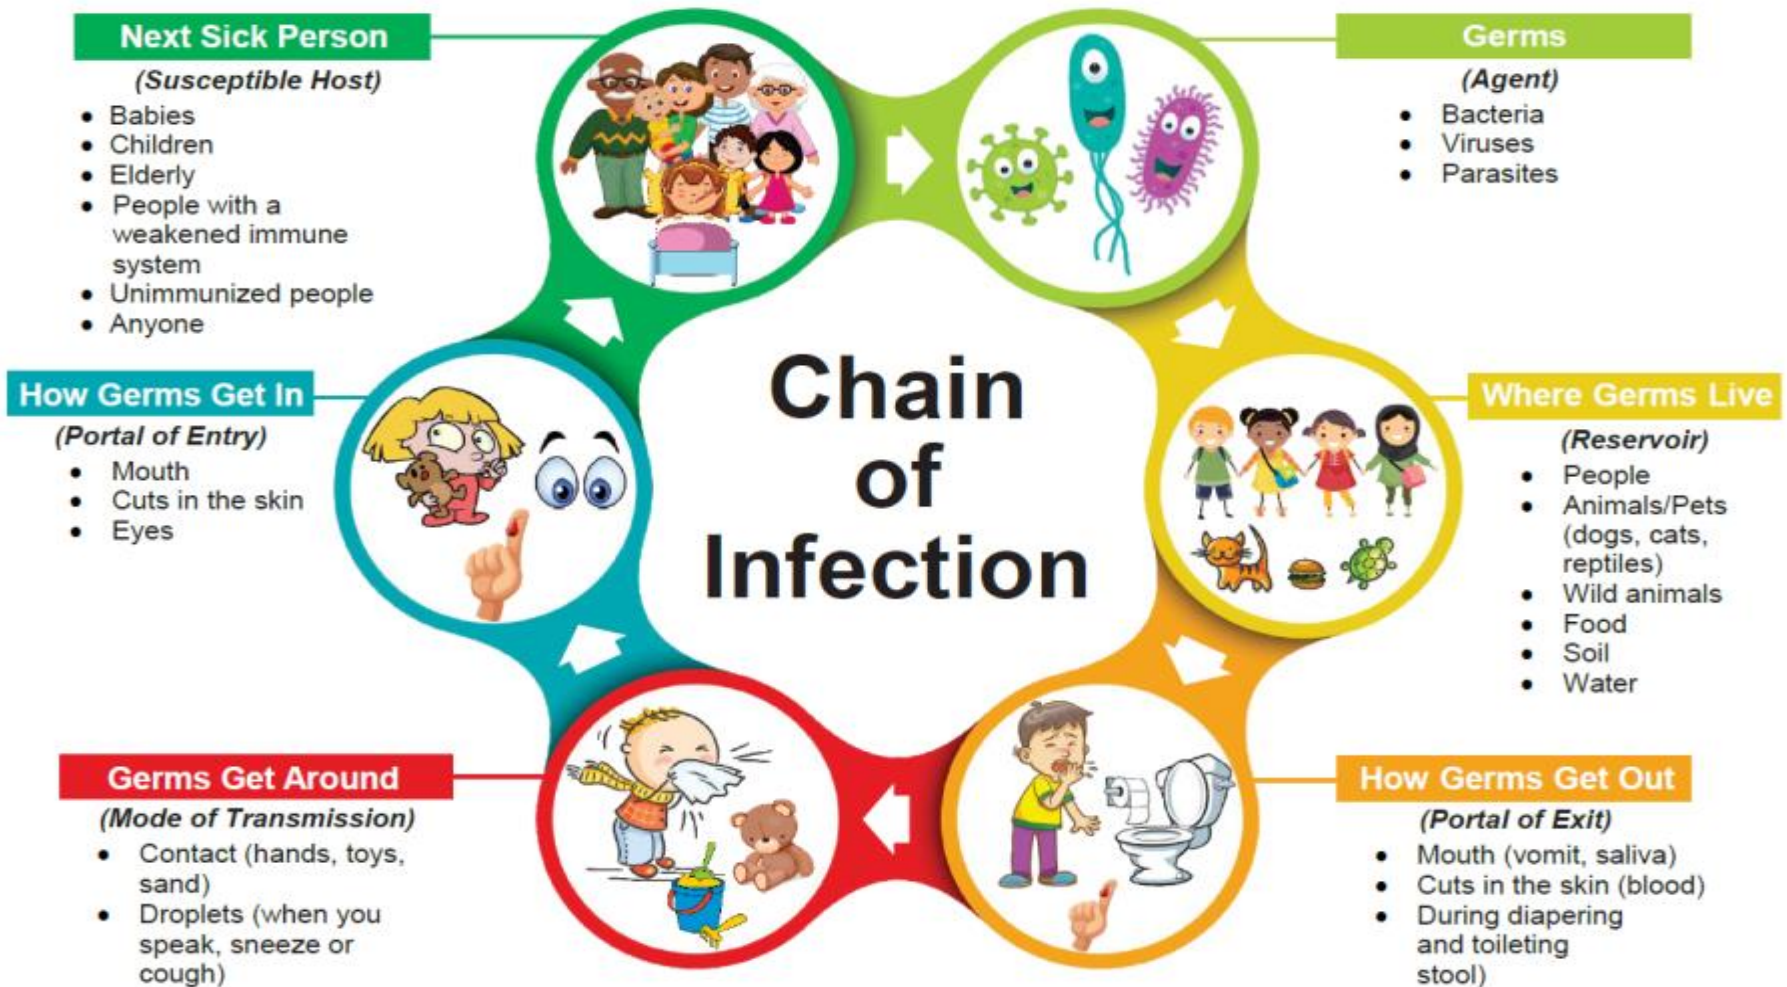 Next Sick Person
(Susceptible Host)
• Babies
• Children
• Elderly
• People with a
weakened immune
system
• Unimmunized people
• Anyone
Germs
(Agent)
• Bacteria
• Viruses
• Parasites
Chain
of
Infection
How Germs Get In
(Portal of Entry)
• Mouth
• Cuts in the skin
• Eyes
Where Germs Live
(Reservoir)
• People
• Animals/Pets
(dogs, cats,
reptiles)
• Wild animals
• Food
• Soil
• Water
Germs Get Around
(Mode of Transmission)
• Contact (hands, toys,
sand)
• Droplets (when you
speak, sneeze or
cough)
How Germs Get Out
(Portal of Exit)
• Mouth (vomit, saliva)
• Cuts in the skin (blood)
• During diapering
and toileting
stool)